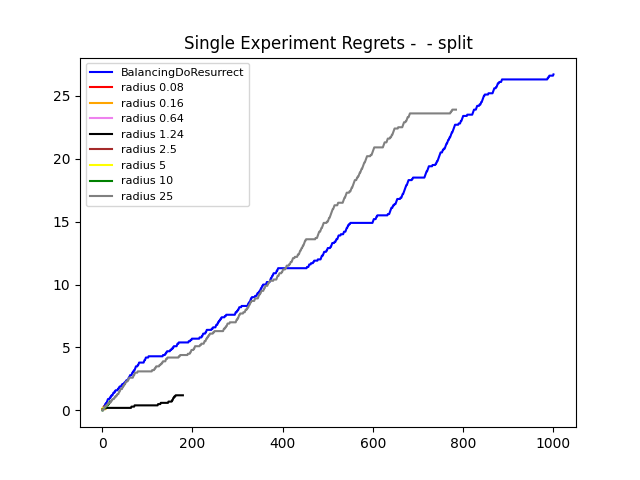 Single Experiment Regrets -  - split
BalancingDoResurrect
radius 0.08
radius 0.16
radius 0.64
radius 1.24
radius 2.5
radius 5
radius 10
radius 25
25
20
15
10
5
0
0 200 400 600 800 1000